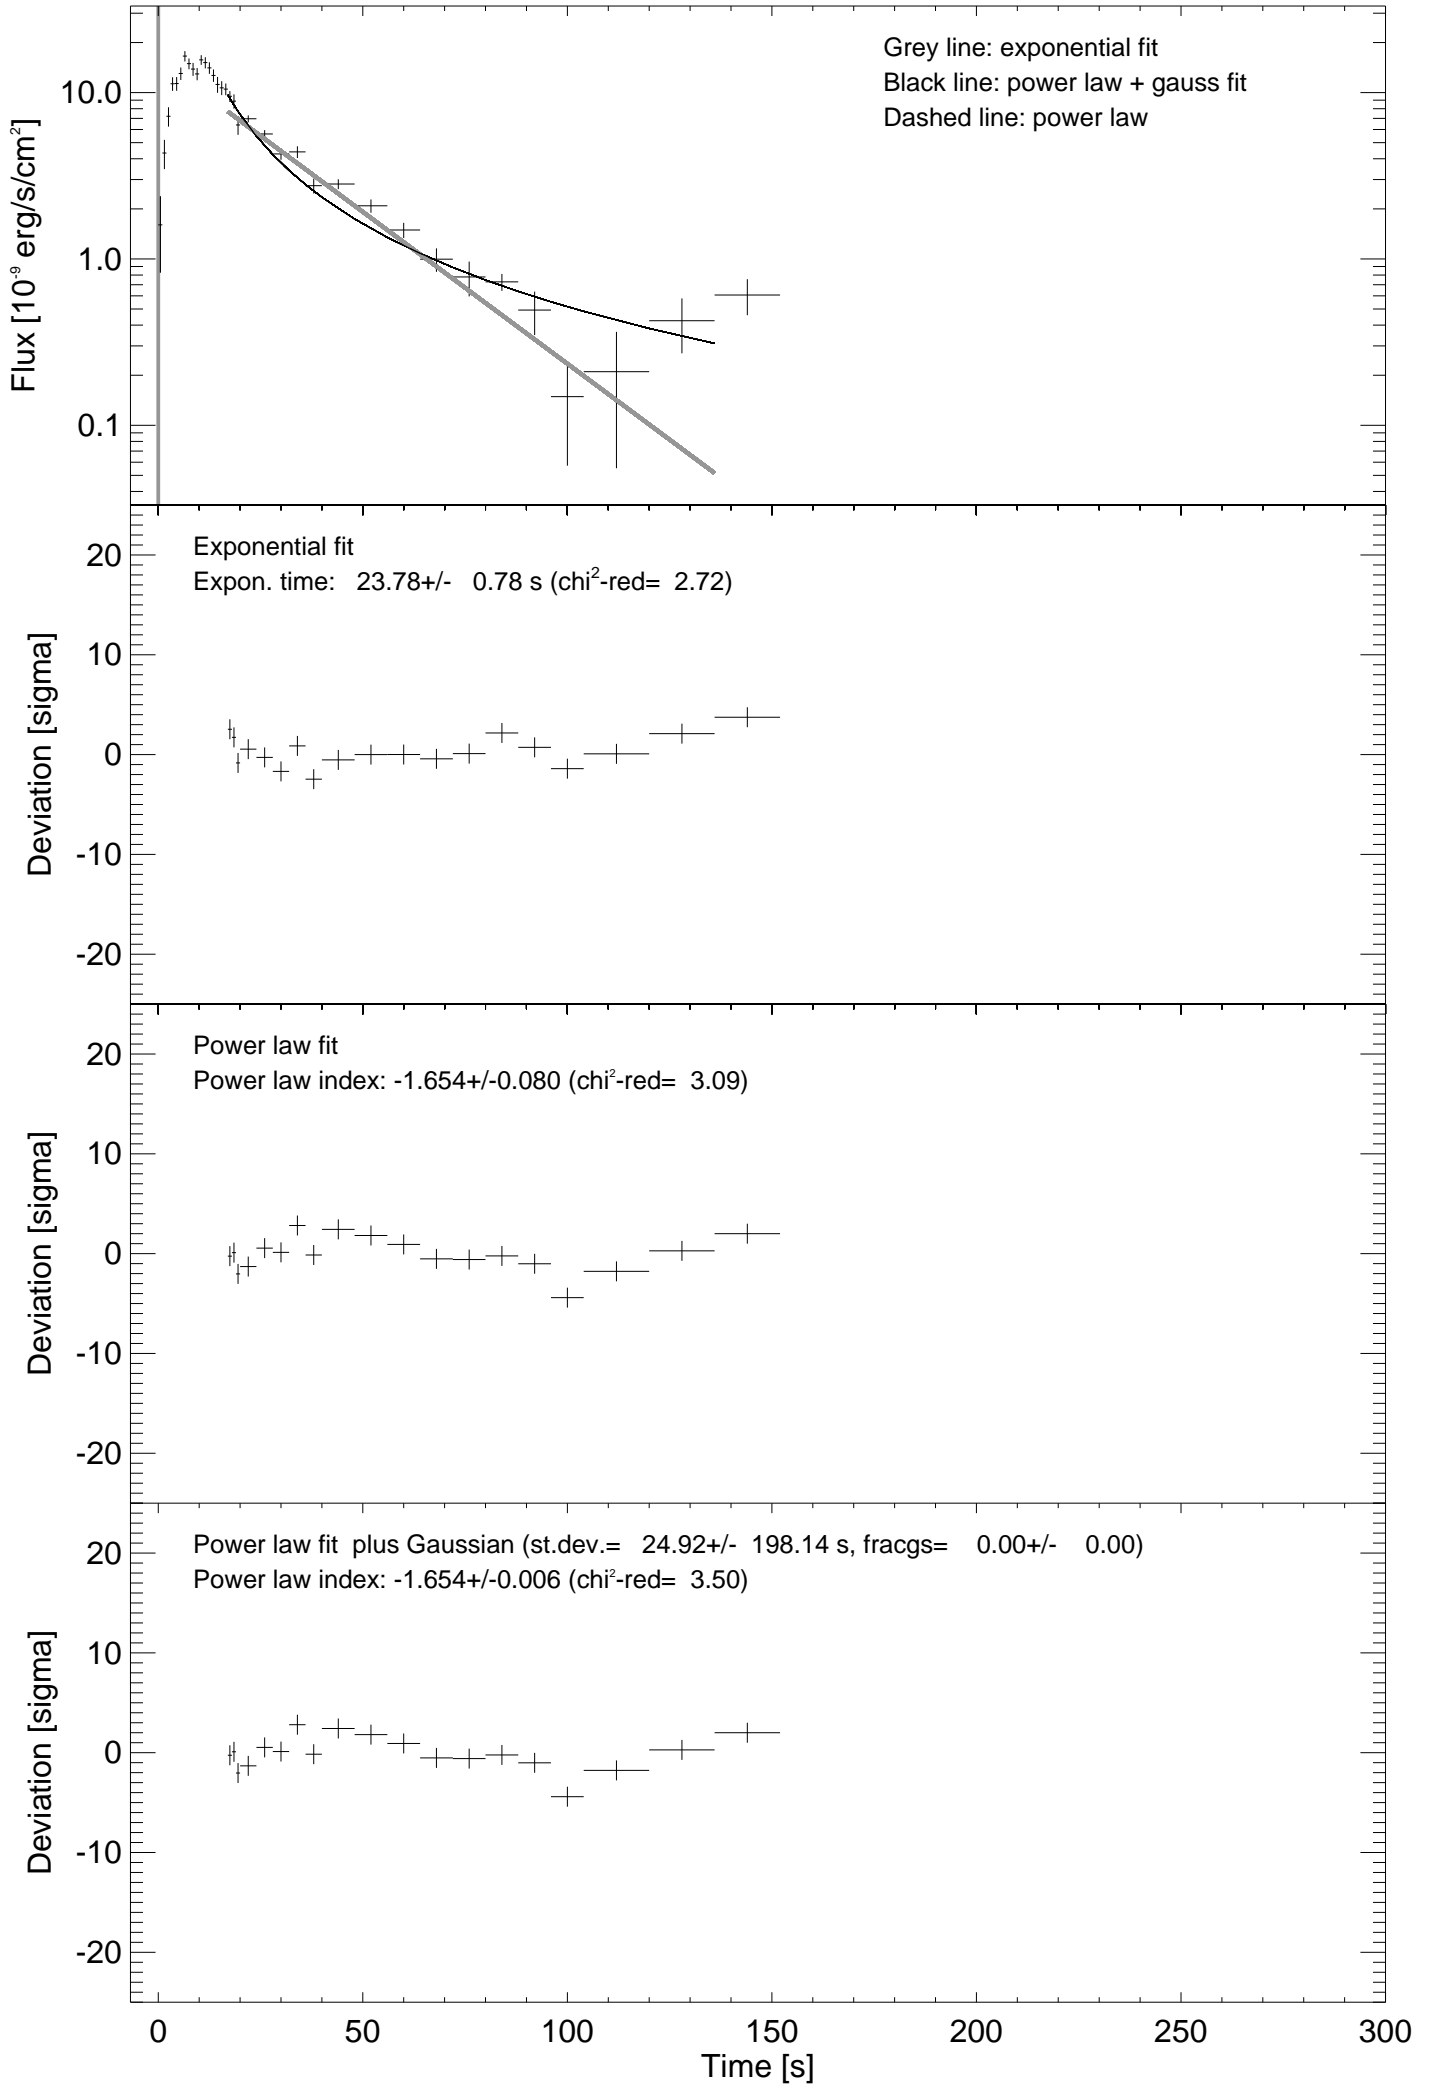 Grey line: exponential fit
Black line: power law + gauss fit
Dashed line: power law
10.0
1.0
0.1
Flux [10⁻⁹ erg/s/cm²]
Exponential fit
Expon. time: 23.78+/- 0.78 s (chi²-red= 2.72)
20
10
0
-10
-20
Deviation [sigma]
Power law fit
Power law index: -1.654+/-0.080 (chi²-red= 3.09)
20
10
0
-10
-20
Deviation [sigma]
Power law fit plus Gaussian (st.dev.= 24.92+/- 198.14 s, fracgs= 0.00+/- 0.00)
Power law index: -1.654+/-0.006 (chi²-red= 3.50)
20
10
0
-10
-20
Deviation [sigma]
0 50 100 150 200 250 300
Time [s]